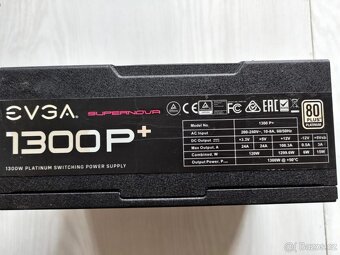 EVGA
SUPERNOVA
1300P+
1300W PLATINUM SWITCHING POWER SUPPLY
Model No. 1300 P+
AC Input 200-240V~, 10-8A, 50/60Hz
DC Output +3.3V +5V +12V -12V +5Vsb
Max Output, A 24A 24A 108.3A 0.5A 3A
Combined, W 120W 1299.6W 6W 15W
1300W @ +50°C
EAC
80
PLUS
PLATINUM